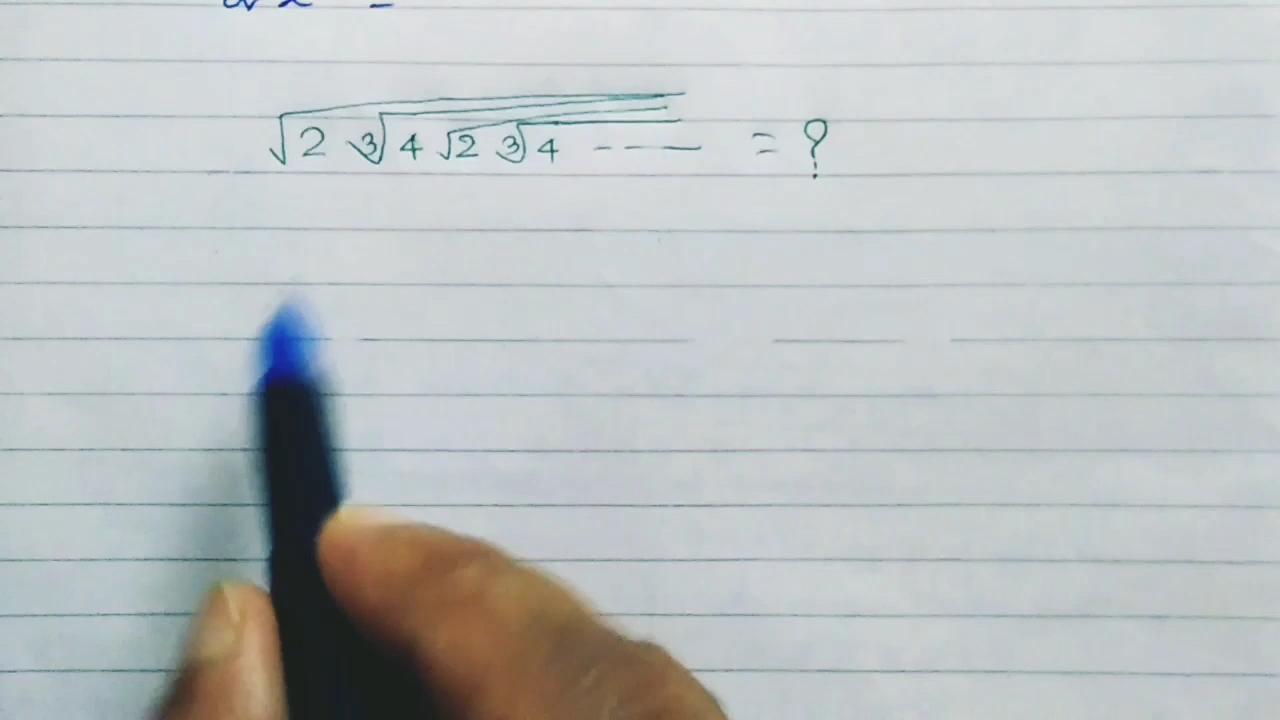 √2 ∛4 √2 ∛4 ----- = ?